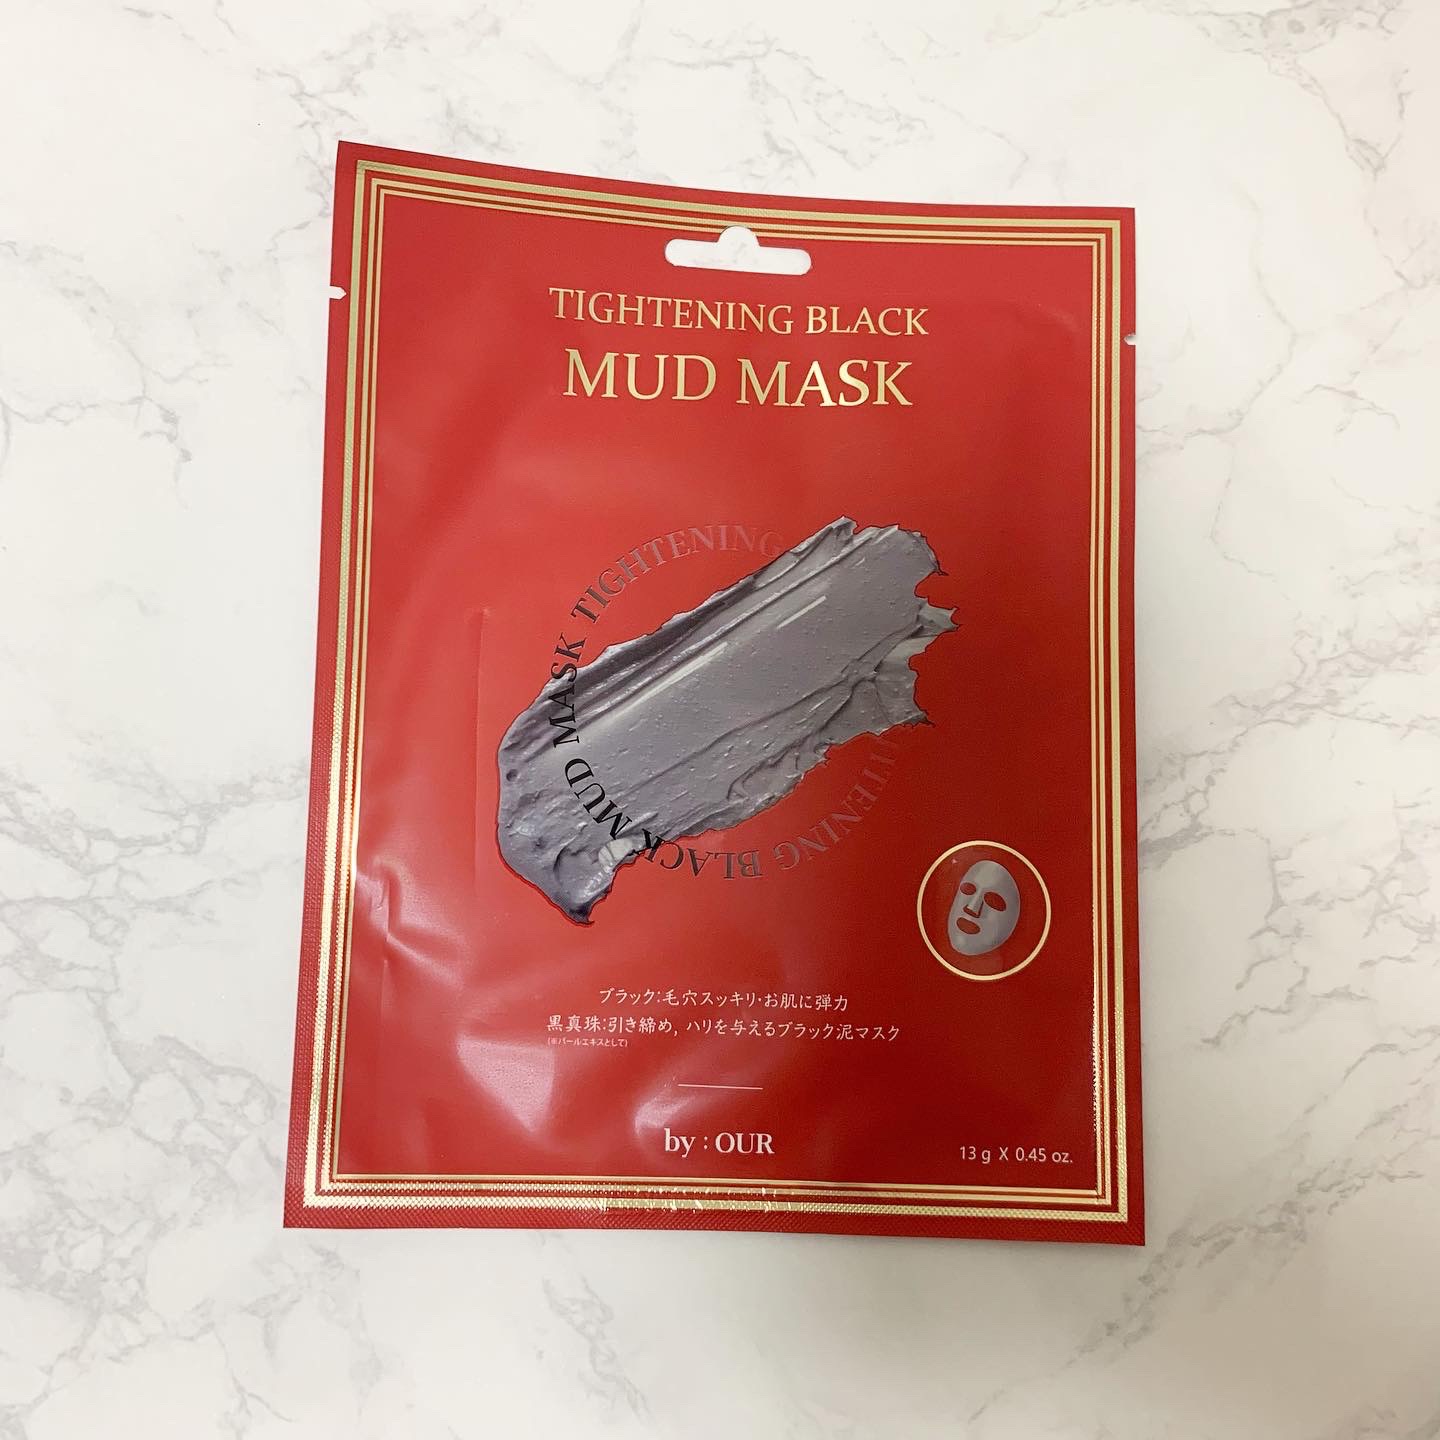 TIGHTENING BLACK
MUD MASK
MUD MASK TIGHTENING
TENING BLACK
ブラック:毛穴スッキリ・お肌に弾力
黒真珠:引き締め, ハリを与えるブラック泥マスク
(※パールエキスとして)
by : OUR
13 g X 0.45 oz.